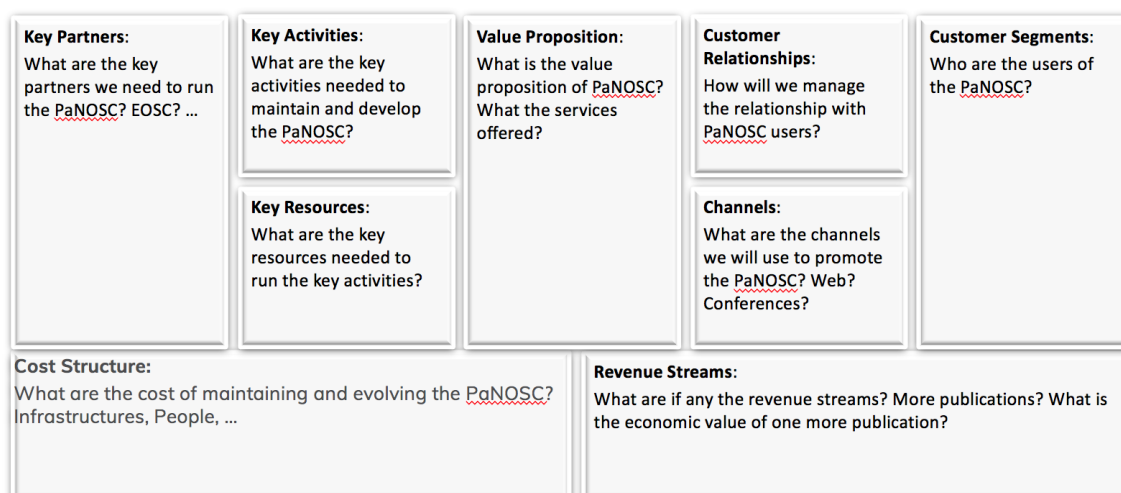 Key Partners:
What are the key
partners we need to run
the PaNOSC? EOSC? ...
Key Activities:
What are the key
activities needed to
maintain and develop
the PaNOSC?
Key Resources:
What are the key
resources needed to
run the key activities?
Value Proposition:
What is the value
proposition of PaNOSC?
What the services
offered?
Customer
Relationships:
How will we manage
the relationship with
PaNOSC users?
Channels:
What are the channels
we will use to promote
the PaNOSC? Web?
Conferences?
Customer Segments:
Who are the users of
the PaNOSC?
Cost Structure:
What are the cost of maintaining and evolving the PaNOSC?
Infrastructures, People, ...
Revenue Streams:
What are if any the revenue streams? More publications? What is
the economic value of one more publication?